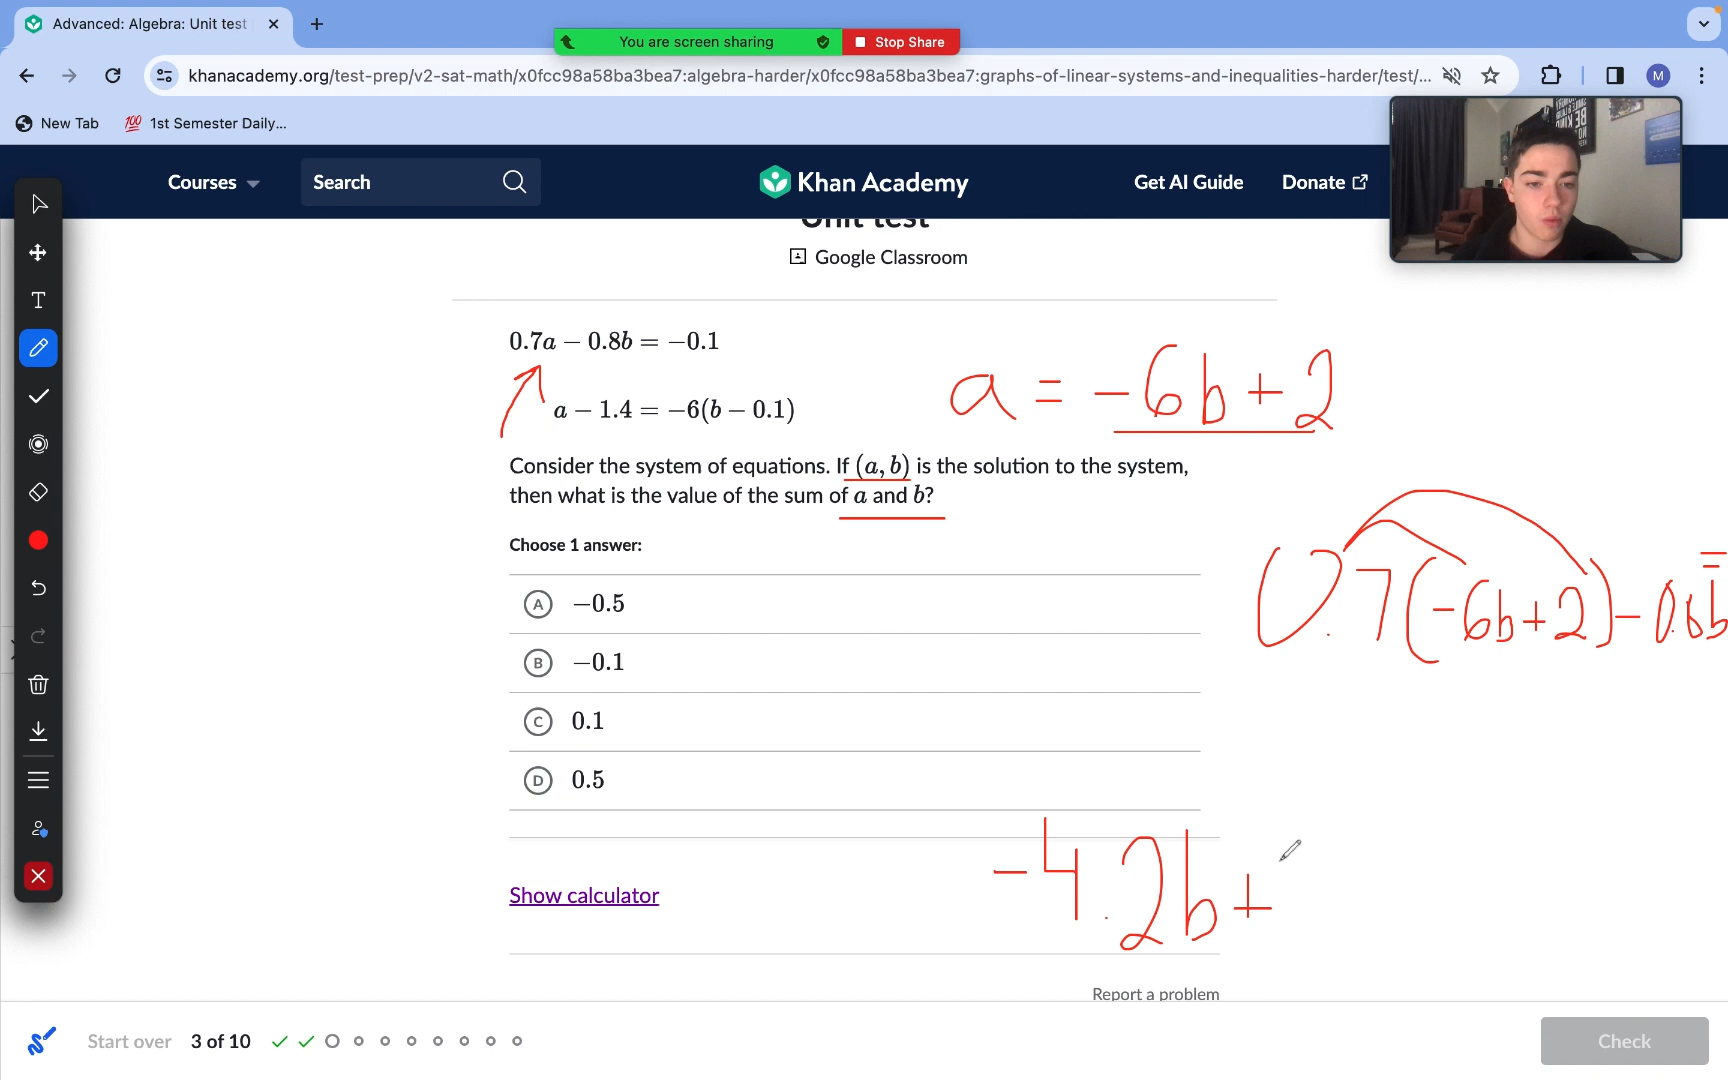 Advanced: Algebra: Unit test
You are screen sharing
Stop Share
khanacademy.org/test-prep/v2-sat-math/x0fcc98a58ba3bea7:algebra-harder/x0fcc98a58ba3bea7:graphs-of-linear-systems-and-inequalities-harder/test/...
M
New Tab
💯 1st Semester Daily...
Courses
Search
Khan Academy
Get AI Guide
Donate
Unit test
Google Classroom
0.7a − 0.8b = −0.1
a − 1.4 = −6(b − 0.1)
a = -6b+2
Consider the system of equations. If (a, b) is the solution to the system,
then what is the value of the sum of a and b?
0.7(-6b+2)-0.8b =
Choose 1 answer:
A −0.5
B −0.1
C 0.1
D 0.5
-4.2b+
Show calculator
Report a problem
Start over 3 of 10
Check